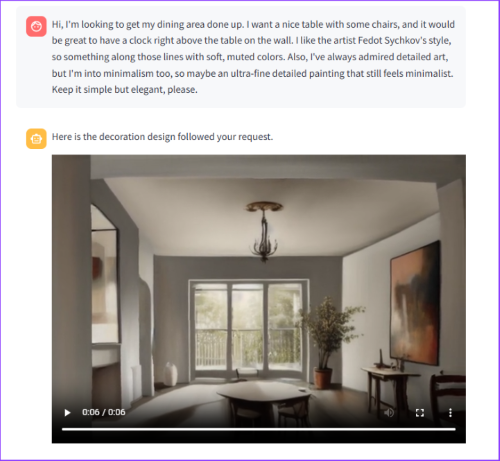 Hi, I'm looking to get my dining area done up. I want a nice table with some chairs, and it would
be great to have a clock right above the table on the wall. I like the artist Fedot Sychkov's style,
so something along those lines with soft, muted colors. Also, I've always admired detailed art,
but I'm into minimalism too, so maybe an ultra-fine detailed painting that still feels minimalist.
Keep it simple but elegant, please.
Here is the decoration design followed your request.
0:06 / 0:06